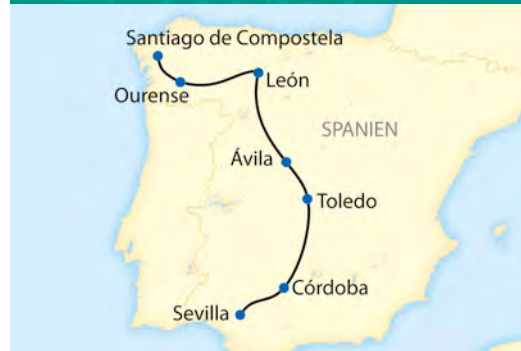 Santiago de Compostela
Ourense
León
SPANIEN
Ávila
Toledo
Córdoba
Sevilla